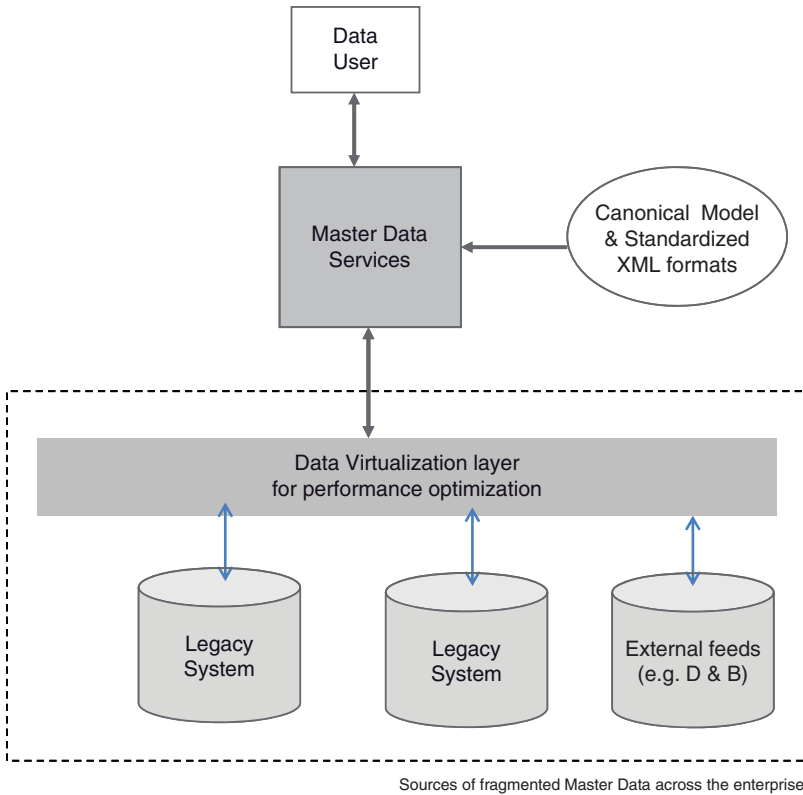 Data
User
Master Data
Services
Canonical Model
& Standardized
XML formats
Data Virtualization layer
for performance optimization
Legacy
System
Legacy
System
External feeds
(e.g. D & B)
Sources of fragmented Master Data across the enterprise